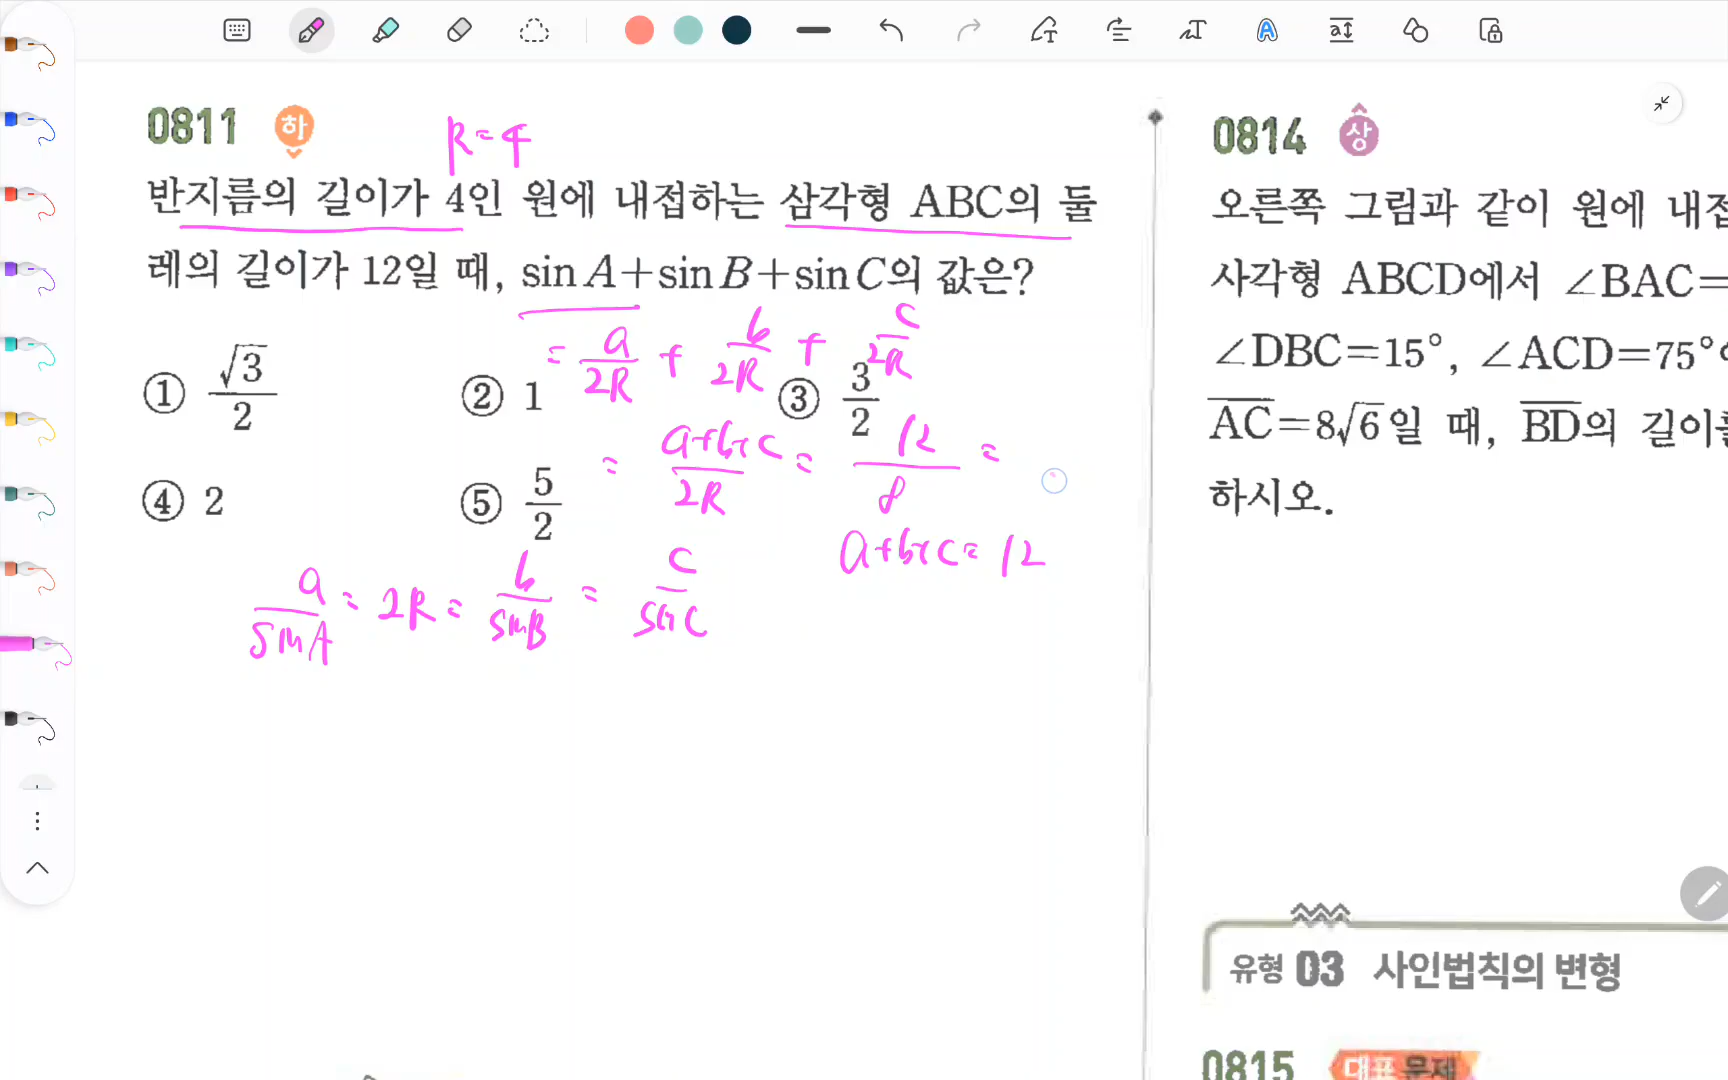 0811 하
R=4
반지름의 길이가 4인 원에 내접하는 삼각형 ABC의 둘
레의 길이가 12일 때, sin A+sin B+sin C의 값은?
= a/2R + b/2R + c/2R
① √3/2 ② 1 ③ 3/2
= a+b+c/2R = 12/8 =
④ 2 ⑤ 5/2
a+b+c=12
a/sinA = 2R = b/sinB = c/sinC
0814 상
오른쪽 그림과 같이 원에 내접
사각형 ABCD에서 ∠BAC=
∠DBC=15°, ∠ACD=75°
AC=8√6일 때, BD의 길이를
하시오.
유형 03 사인법칙의 변형
0815 대표 문제